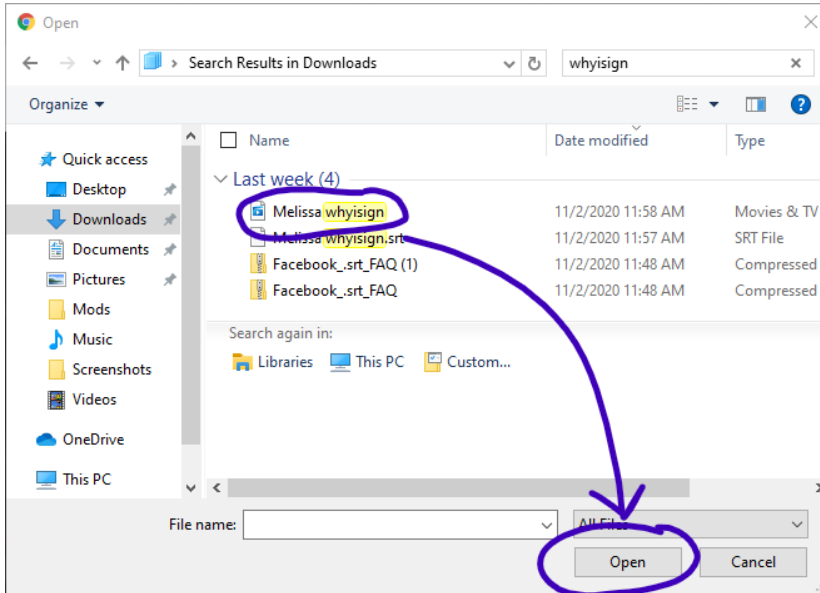 Open
Search Results in Downloads
whyisign
Organize
Name
Date modified
Type
Quick access
Desktop
Downloads
Documents
Pictures
Mods
Music
Screenshots
Videos
OneDrive
This PC
Last week (4)
Melissa whyisign 11/2/2020 11:58 AM Movies & TV
Melissa whyisign.srt 11/2/2020 11:57 AM SRT File
Facebook_.srt_FAQ (1) 11/2/2020 11:48 AM Compressed
Facebook_.srt_FAQ 11/2/2020 11:48 AM Compressed
Search again in:
Libraries This PC Custom...
File name:
All Files
Open Cancel